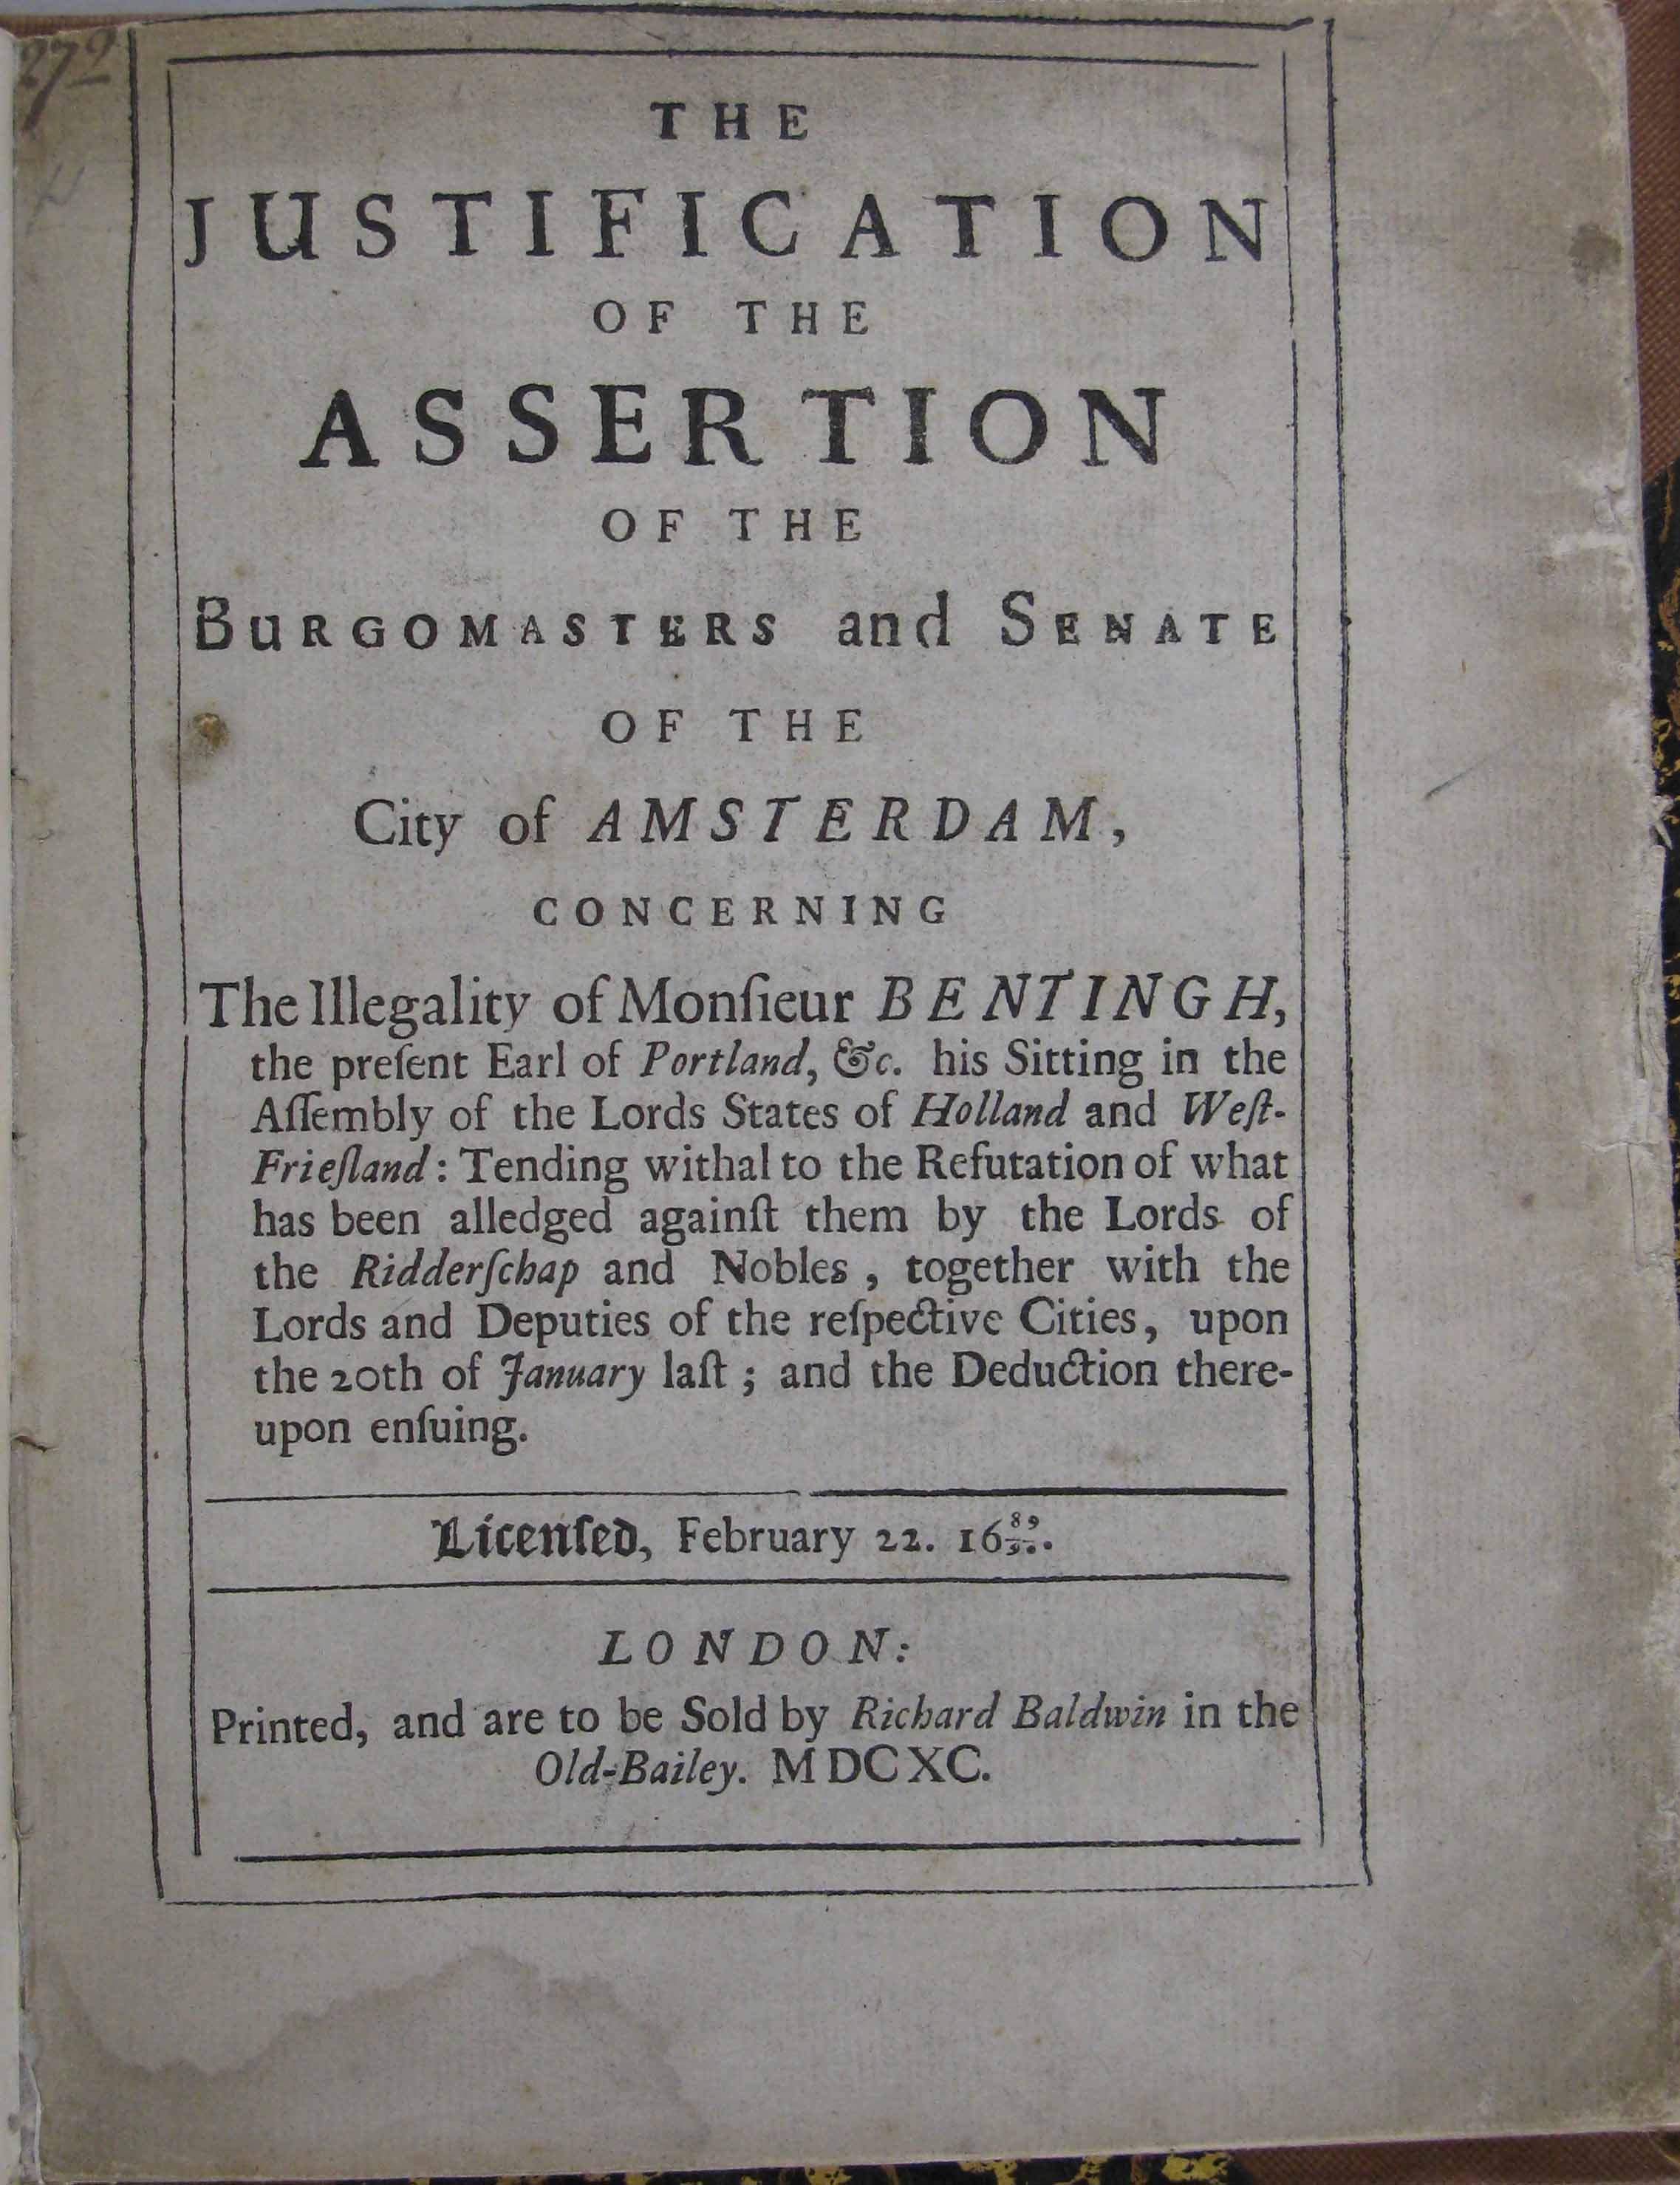 272
THE
JUSTIFICATION
OF THE
ASSERTION
OF THE
BURGOMASTERS and SENATE
OF THE
City of AMSTERDAM,
CONCERNING
The Illegality of Monſieur BENTINGH,
the preſent Earl of Portland, &c. his Sitting in the
Aſſembly of the Lords States of Holland and Weſt-
Frieſland: Tending withal to the Refutation of what
has been alledged againſt them by the Lords of
the Ridderſchap and Nobles, together with the
Lords and Deputies of the reſpective Cities, upon
the 20th of January laſt; and the Deduction there-
upon enſuing.
Licenſed, February 22. 16 89
LONDON:
Printed, and are to be Sold by Richard Baldwin in the
Old-Bailey. MDCXC.